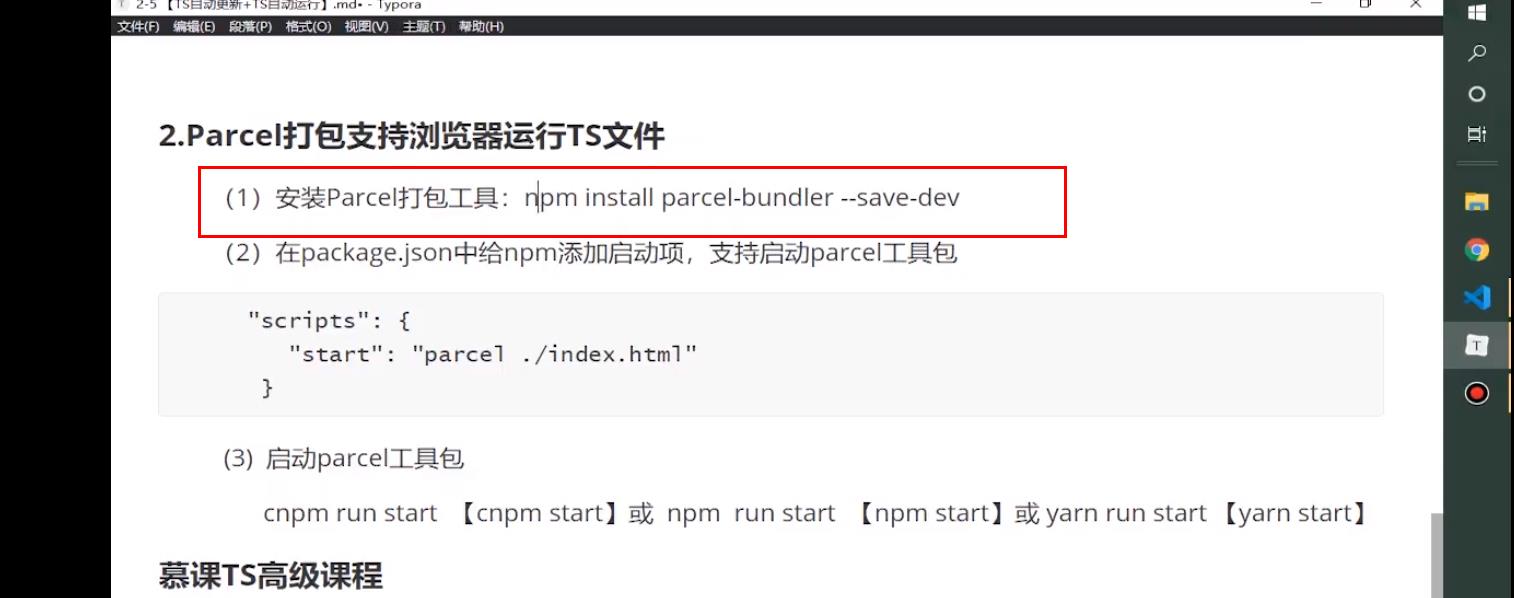 2-5 【TS自动更新+TS自动运行】.md• - Typora
文件(F) 编辑(E) 段落(P) 格式(O) 视图(V) 主题(T) 帮助(H)
2.Parcel打包支持浏览器运行TS文件
(1) 安装Parcel打包工具：npm install parcel-bundler --save-dev
(2) 在package.json中给npm添加启动项，支持启动parcel工具包
"scripts": {
"start": "parcel ./index.html"
}
(3) 启动parcel工具包
cnpm run start 【cnpm start】或 npm run start 【npm start】或 yarn run start 【yarn start】
慕课TS高级课程